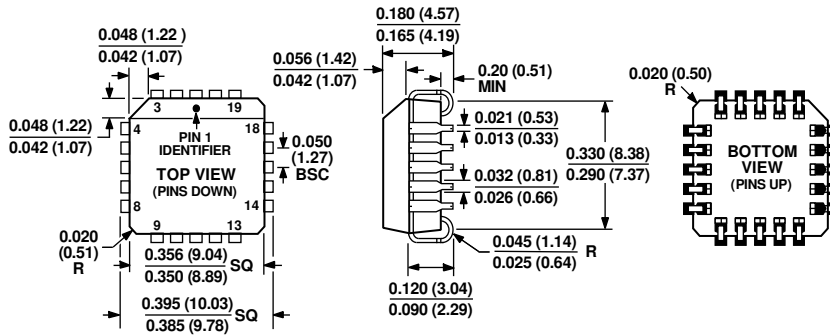 0.048 (1.22 )
0.042 (1.07)
0.048 (1.22)
0.042 (1.07)
3
19
4
18
PIN 1
IDENTIFIER
TOP VIEW
(PINS DOWN)
8
14
9
13
0.050
(1.27)
BSC
0.020
(0.51)
R
0.356 (9.04)
0.350 (8.89)
SQ
0.395 (10.03)
0.385 (9.78)
SQ
0.180 (4.57)
0.165 (4.19)
0.056 (1.42)
0.042 (1.07)
0.20 (0.51)
MIN
0.021 (0.53)
0.013 (0.33)
0.032 (0.81)
0.026 (0.66)
0.330 (8.38)
0.290 (7.37)
0.045 (1.14)
0.025 (0.64)
R
0.120 (3.04)
0.090 (2.29)
0.020 (0.50)
R
BOTTOM
VIEW
(PINS UP)